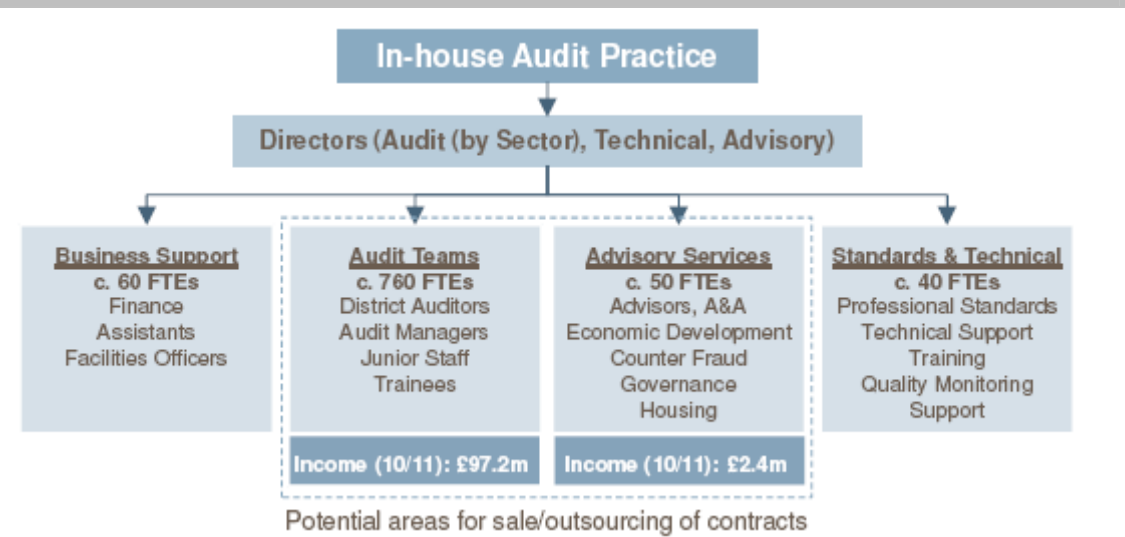 In-house Audit Practice
Directors (Audit (by Sector), Technical, Advisory)
Business Support
c. 60 FTEs
Finance
Assistants
Facilities Officers
Audit Teams
c. 760 FTEs
District Auditors
Audit Managers
Junior Staff
Trainees
Income (10/11): £97.2m
Advisory Services
c. 50 FTEs
Advisors, A&A
Economic Development
Counter Fraud
Governance
Housing
Income (10/11): £2.4m
Standards & Technical
c. 40 FTEs
Professional Standards
Technical Support
Training
Quality Monitoring
Support
Potential areas for sale/outsourcing of contracts